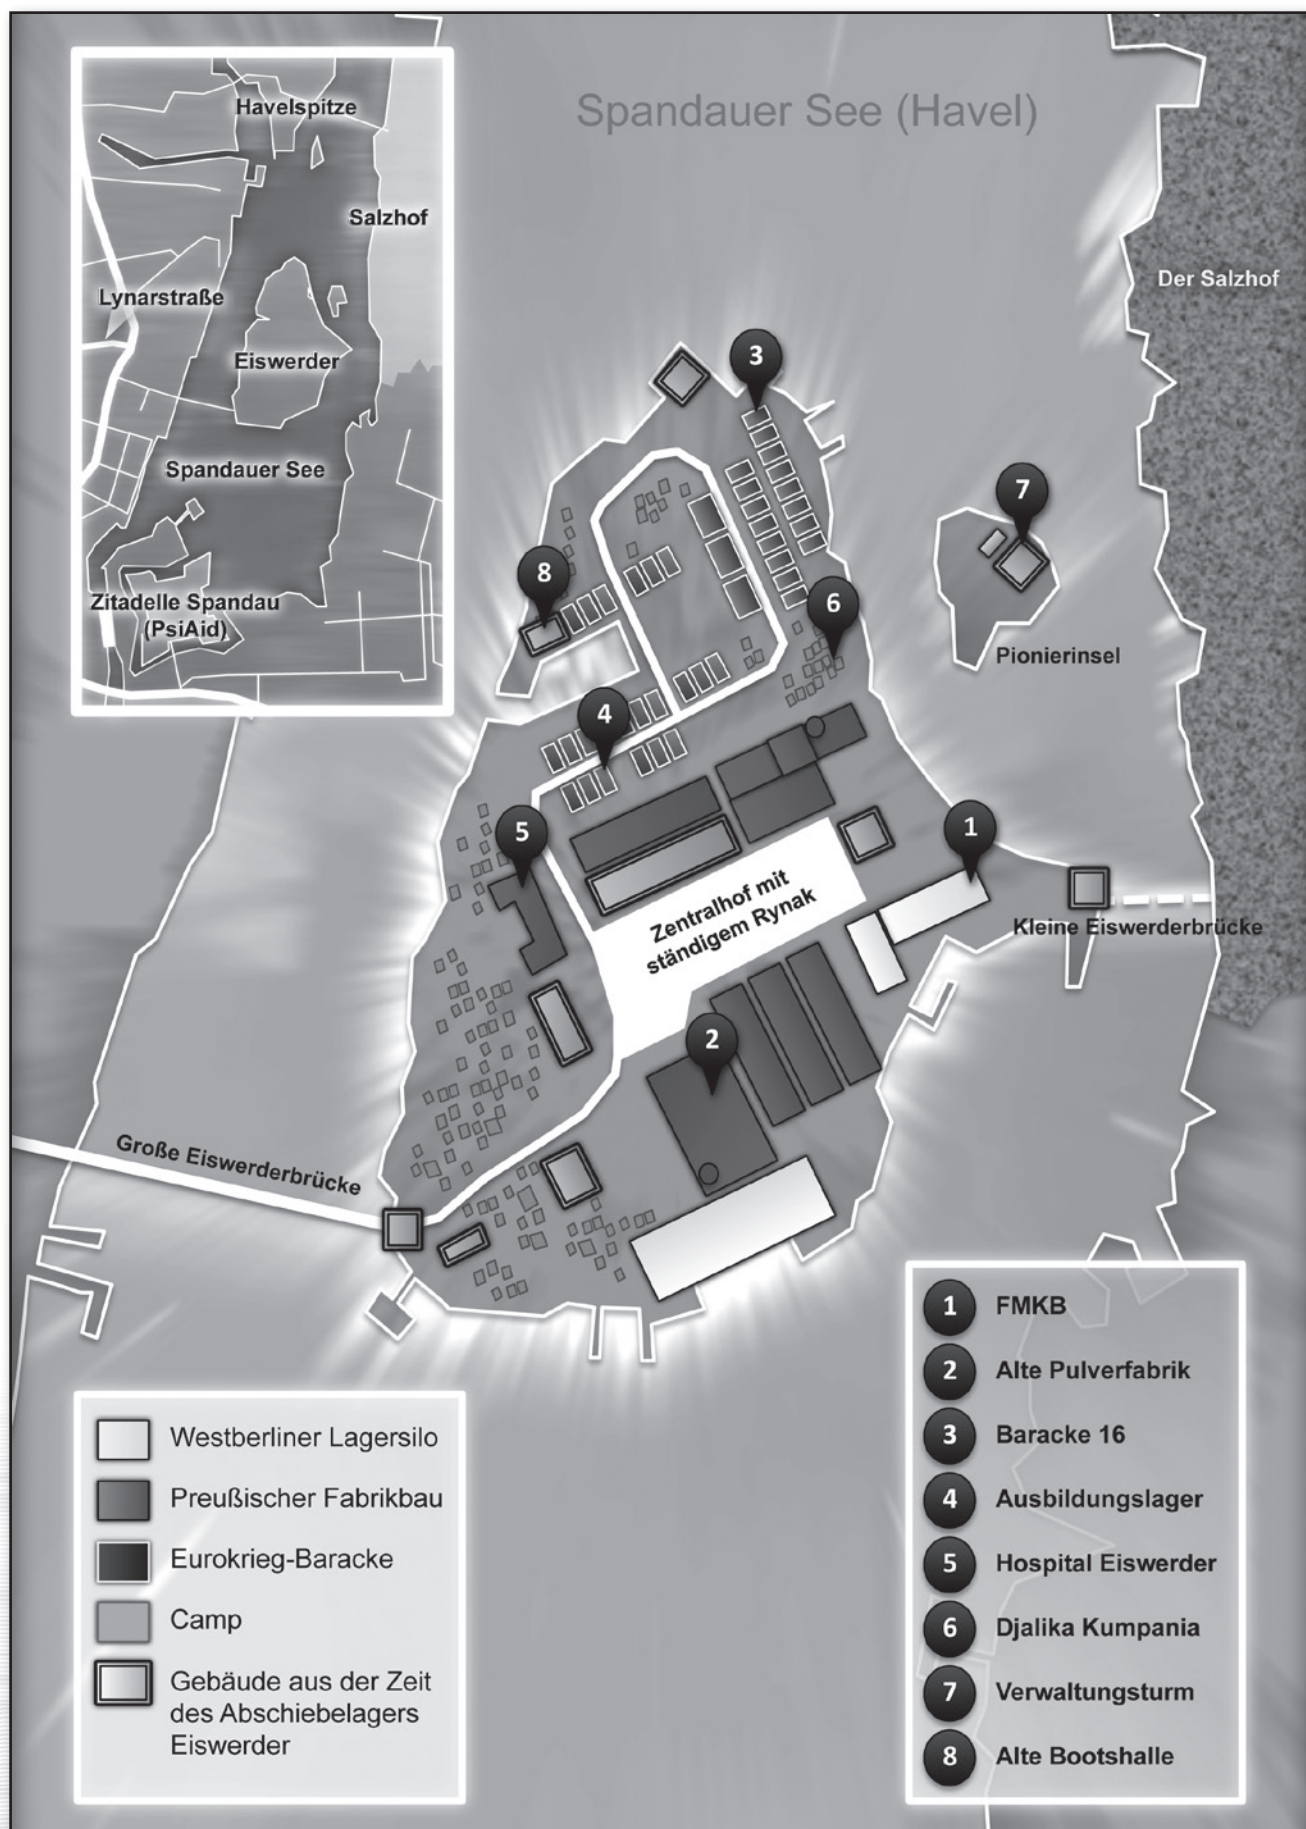 Havelspitze
Salzhof
Lynarstraße
Eiswerder
Spandauer See
Zitadelle Spandau
(PsiAid)
Spandauer See (Havel)
Der Salzhof
3
7
8
6
Pionierinsel
4
5
1
Zentralhof mit
ständigem Rynak
Kleine Eiswerderbrücke
2
Große Eiswerderbrücke
Westberliner Lagersilo
Preußischer Fabrikbau
Eurokrieg-Baracke
Camp
Gebäude aus der Zeit
des Abschiebelagers
Eiswerder
1 FMKB
2 Alte Pulverfabrik
3 Baracke 16
4 Ausbildungslager
5 Hospital Eiswerder
6 Djalika Kumpania
7 Verwaltungsturm
8 Alte Bootshalle